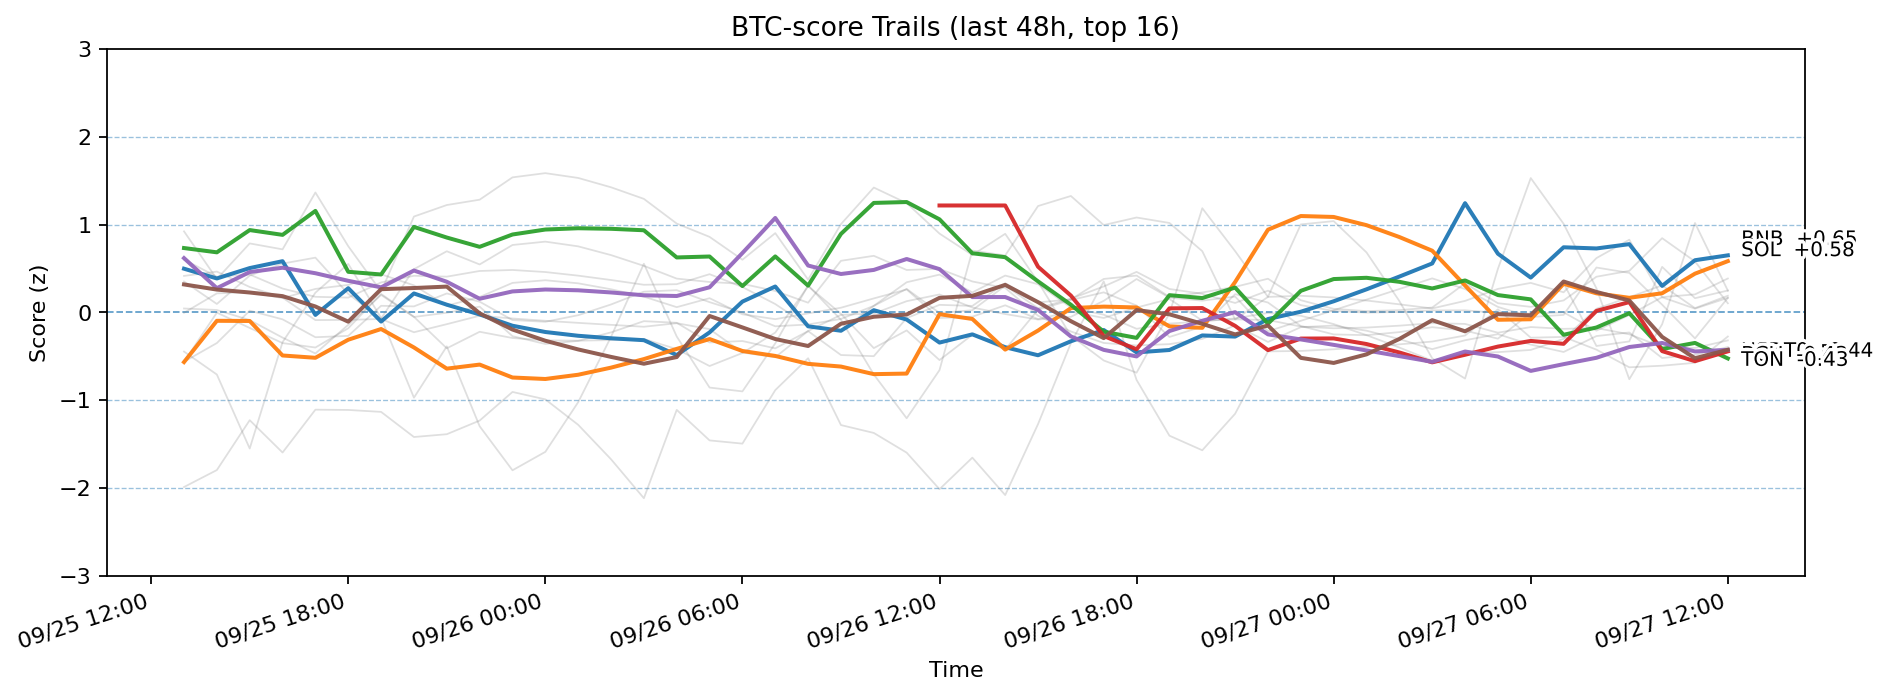 BTC-score Trails (last 48h, top 16)
Score (z)
3
2
1
0
−1
−2
−3
BNB +0.65
SOL +0.58
TON -0.43
09/25 12:00
09/25 18:00
09/26 00:00
09/26 06:00
09/26 12:00
09/26 18:00
09/27 00:00
09/27 06:00
09/27 12:00
Time